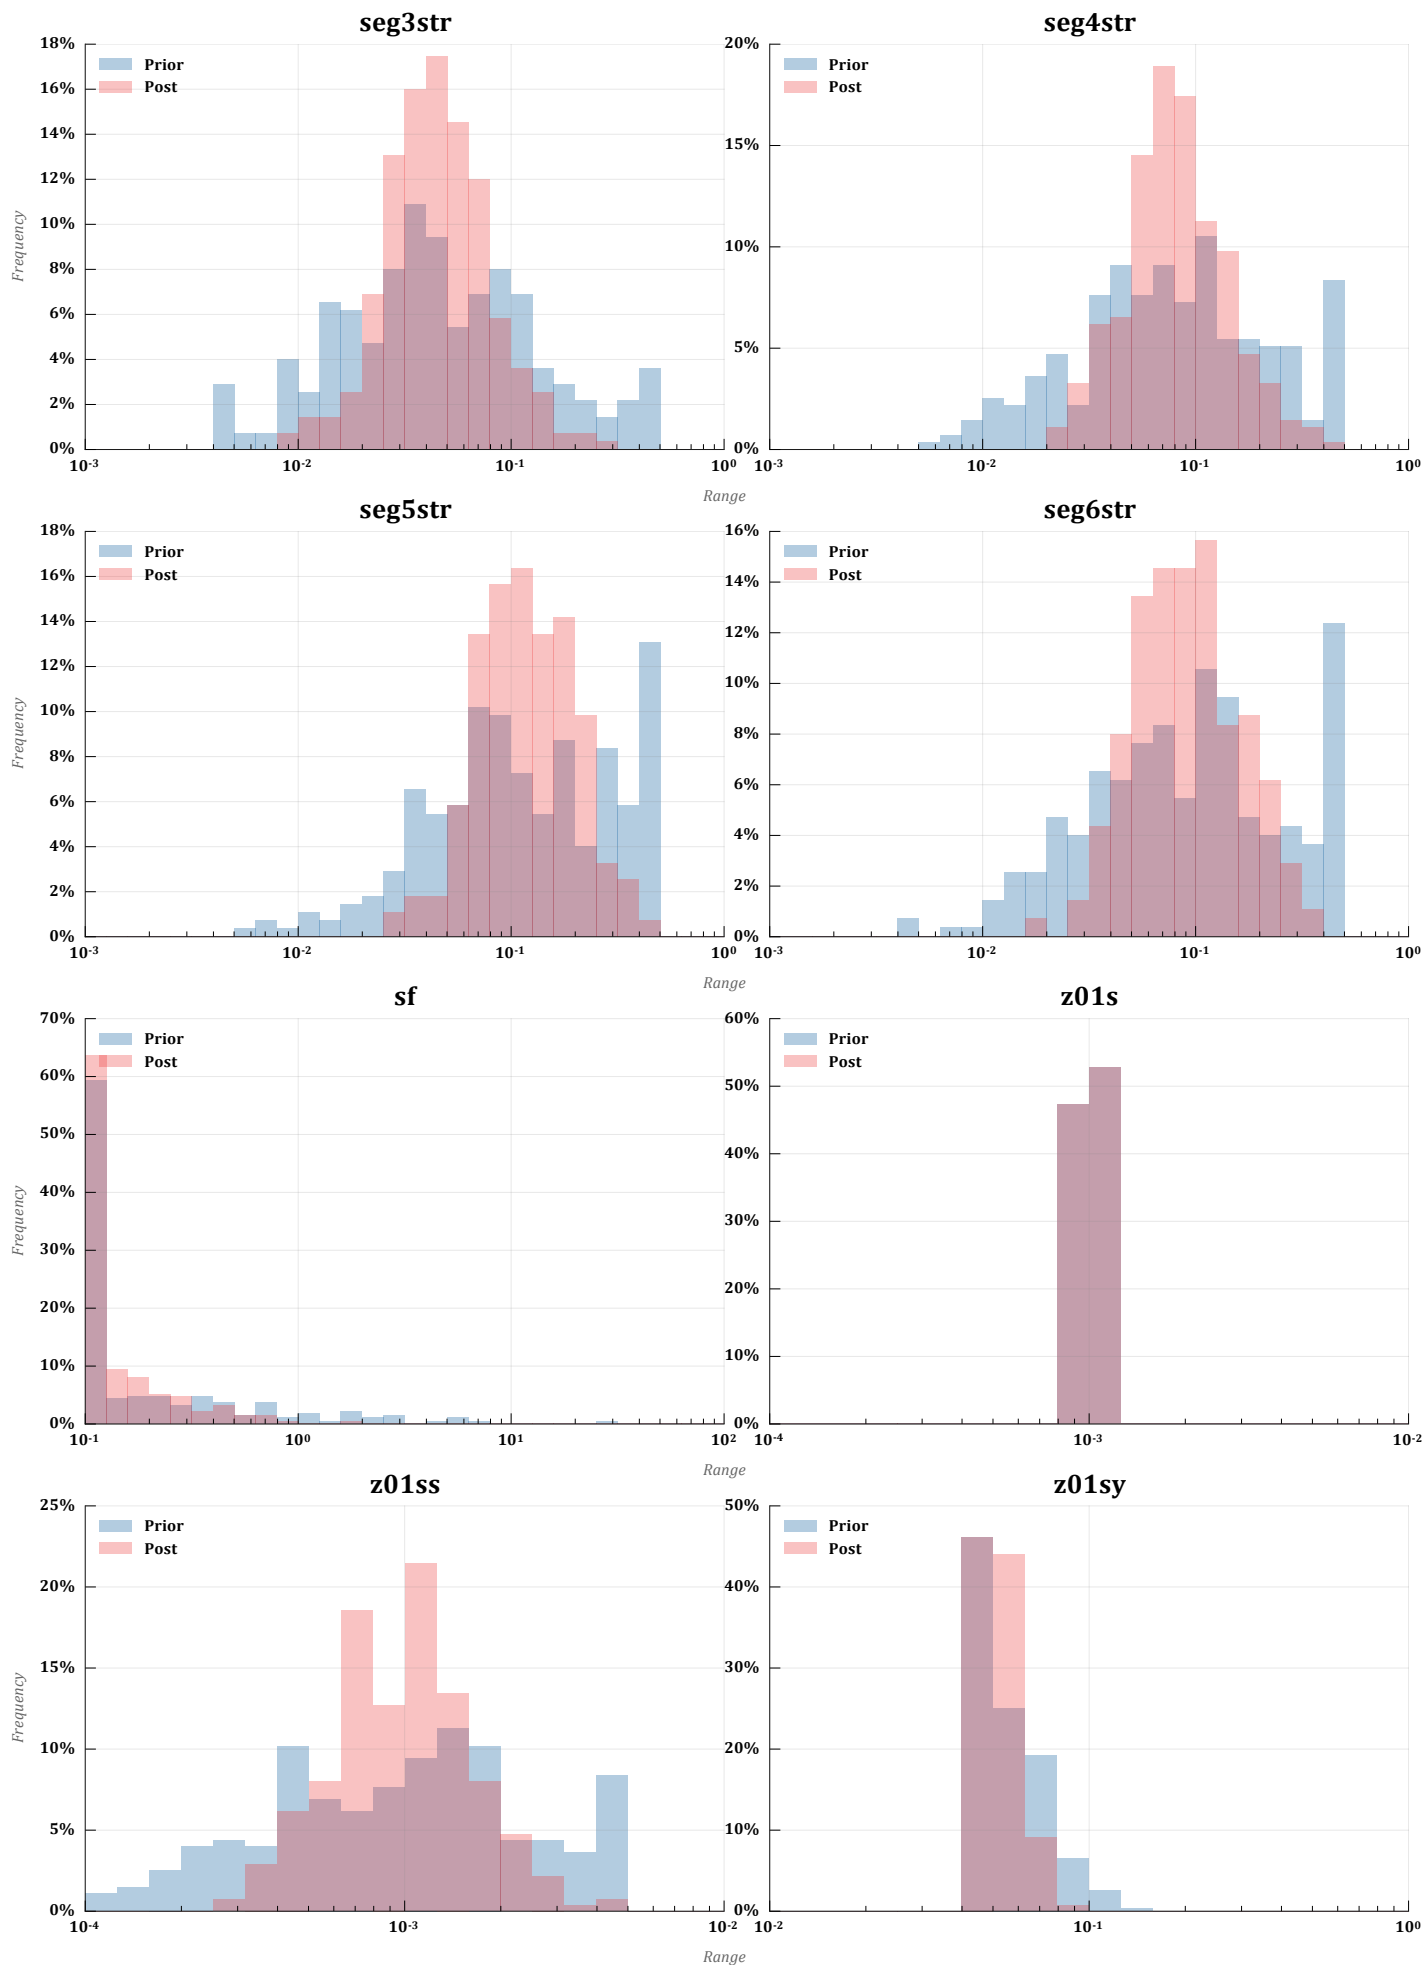 seg3str
18%
16%
14%
12%
10%
8%
6%
4%
2%
0%
Prior
Post
Frequency
10-3
10-2
10-1
100
seg4str
20%
15%
10%
5%
0%
Prior
Post
10-3
10-2
10-1
100
Range
seg5str
18%
16%
14%
12%
10%
8%
6%
4%
2%
0%
Prior
Post
Frequency
10-3
10-2
10-1
100
seg6str
16%
14%
12%
10%
8%
6%
4%
2%
0%
Prior
Post
10-3
10-2
10-1
100
Range
sf
70%
60%
50%
40%
30%
20%
10%
0%
Prior
Post
Frequency
10-1
100
101
102
z01s
60%
50%
40%
30%
20%
10%
0%
Prior
Post
10-4
10-3
10-2
Range
z01ss
25%
20%
15%
10%
5%
0%
Prior
Post
Frequency
10-4
10-3
10-2
z01sy
50%
40%
30%
20%
10%
0%
Prior
Post
10-2
10-1
100
Range